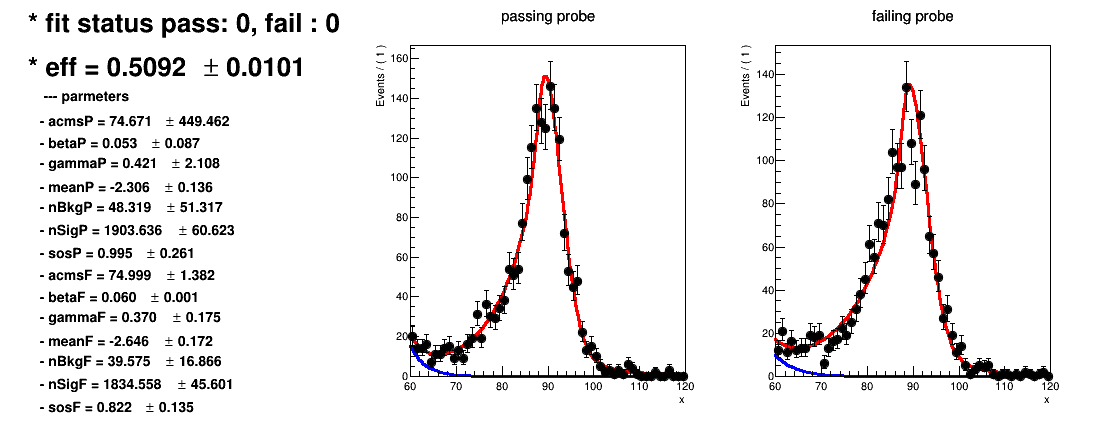 * fit status pass: 0, fail : 0
* eff = 0.5092 ± 0.0101
--- parmeters
- acmsP = 74.671 ± 449.462
- betaP = 0.053 ± 0.087
- gammaP = 0.421 ± 2.108
- meanP = -2.306 ± 0.136
- nBkgP = 48.319 ± 51.317
- nSigP = 1903.636 ± 60.623
- sosP = 0.995 ± 0.261
- acmsF = 74.999 ± 1.382
- betaF = 0.060 ± 0.001
- gammaF = 0.370 ± 0.175
- meanF = -2.646 ± 0.172
- nBkgF = 39.575 ± 16.866
- nSigF = 1834.558 ± 45.601
- sosF = 0.822 ± 0.135
passing probe
Events / ( 1 )
160
140
120
100
80
60
40
20
0
60 70 80 90 100 110 120
x
failing probe
Events / ( 1 )
140
120
100
80
60
40
20
0
60 70 80 90 100 110 120
x